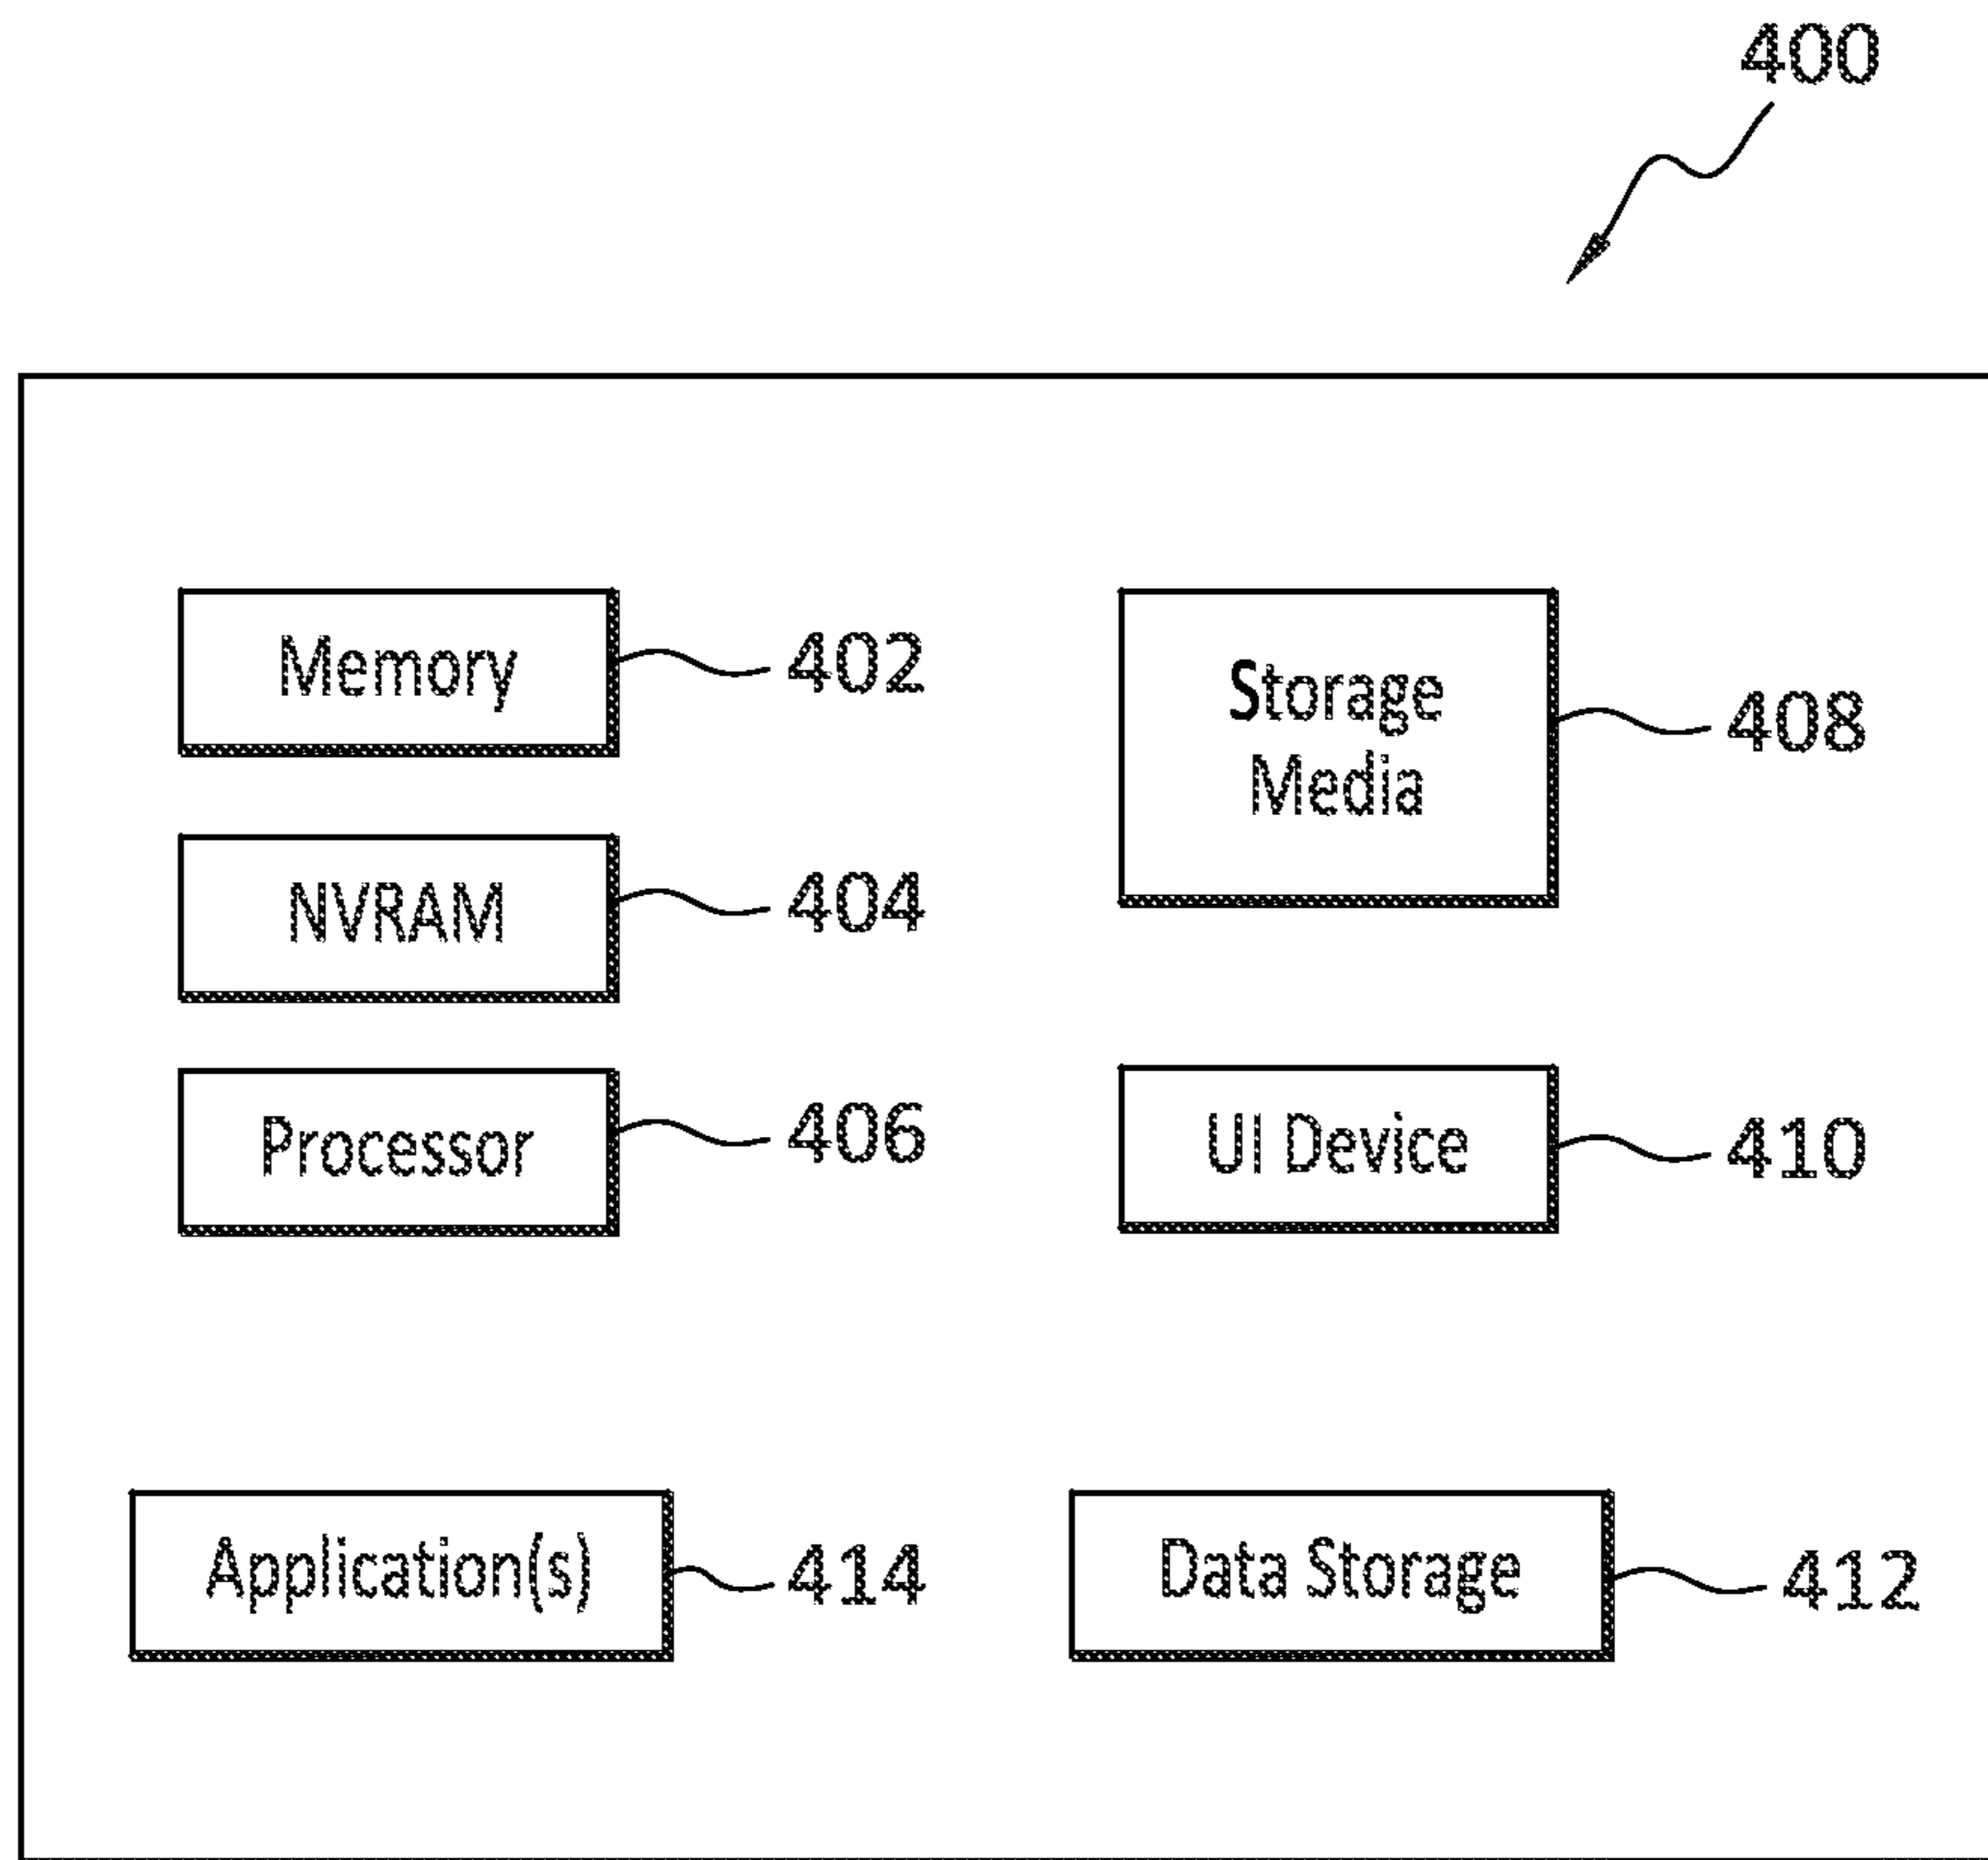 400
Memory
402
NVRAM
404
Processor
406
Storage
Media
408
UI Device
410
Application(s)
414
Data Storage
412